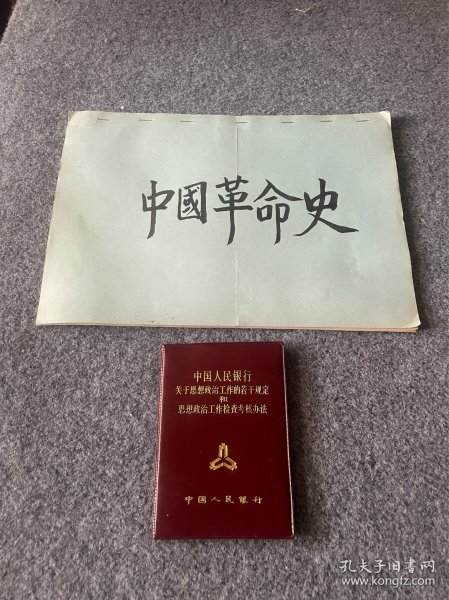 中國革命史
中国人民银行
关于思想政治工作的若干规定
和
思想政治工作检查考核办法
中国人民银行
孔夫子旧书网
www.kongfz.com